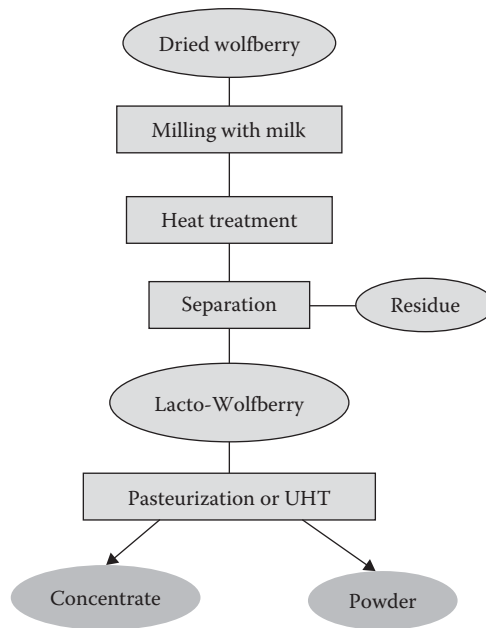 Dried wolfberry
Milling with milk
Heat treatment
Separation
Residue
Lacto-Wolfberry
Pasteurization or UHT
Concentrate
Powder